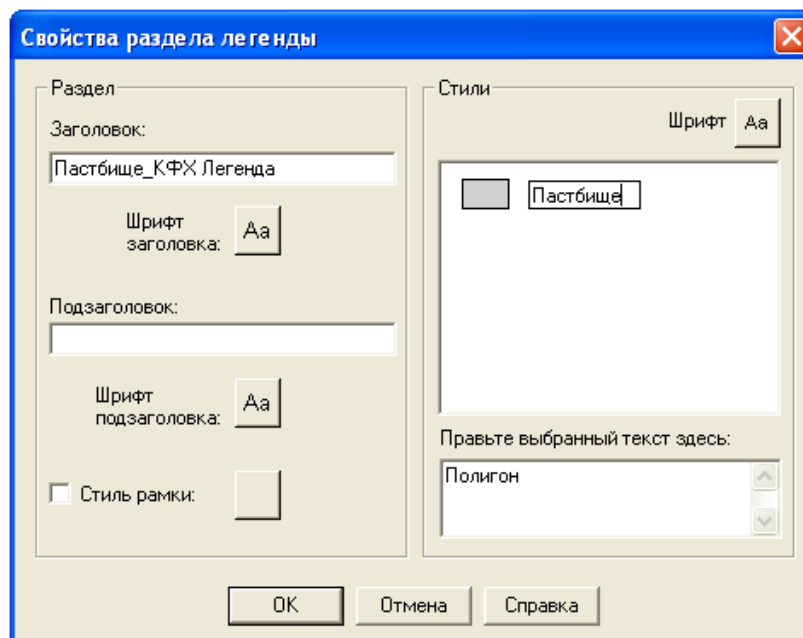 Свойства раздела легенды
Раздел
Заголовок:
Пастбище_КФХ Легенда
Шрифт
заголовка:
Aa
Подзаголовок:
Шрифт
подзаголовка:
Aa
Стиль рамки:
Стили
Шрифт
Aa
Пастбище
Правьте выбранный текст здесь:
Полигон
OK
Отмена
Справка